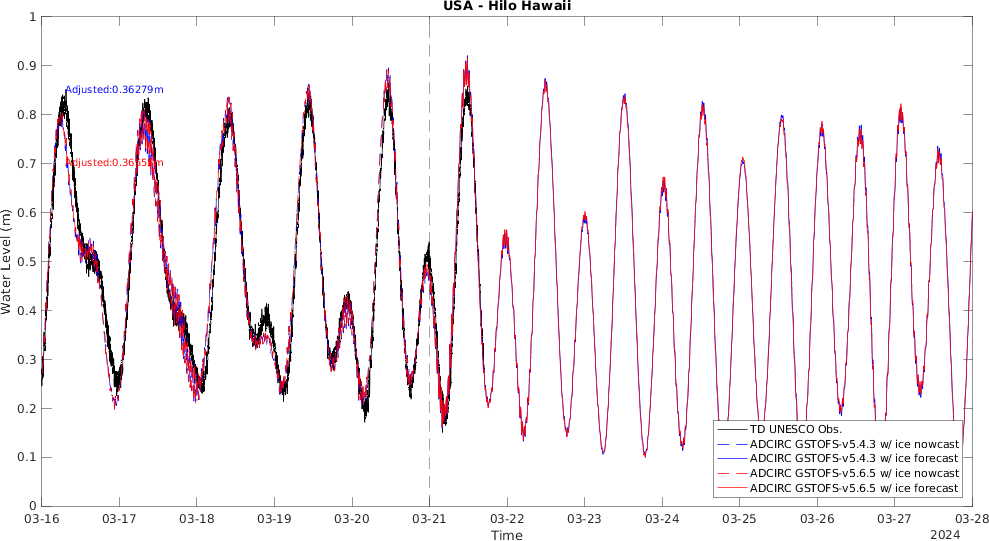 USA - Hilo Hawaii
1
0.9
0.8
0.7
0.6
0.5
0.4
0.3
0.2
0.1
0
Water Level (m)
Adjusted:0.36279m
TD UNESCO Obs.
ADCIRC GSTOFS-v5.4.3 w/ ice nowcast
ADCIRC GSTOFS-v5.4.3 w/ ice forecast
ADCIRC GSTOFS-v5.6.5 w/ ice nowcast
ADCIRC GSTOFS-v5.6.5 w/ ice forecast
03-16 03-17 03-18 03-19 03-20 03-21 03-22 03-23 03-24 03-25 03-26 03-27 03-28
Time
2024